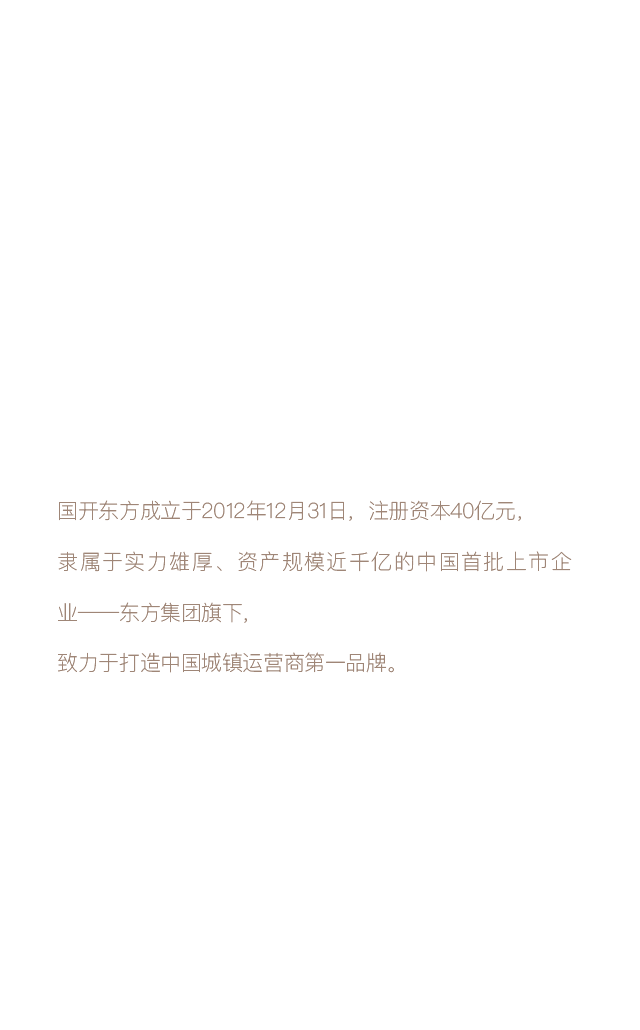 国开东方成立于2012年12月31日，注册资本40亿元，
隶属于实力雄厚、资产规模近千亿的中国首批上市企
业——东方集团旗下，
致力于打造中国城镇运营商第一品牌。